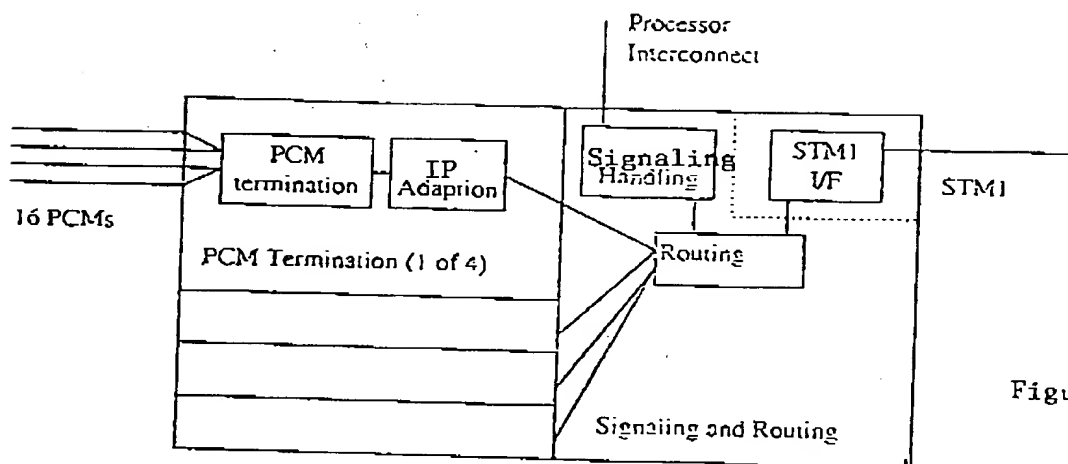 Processor
Interconnect
PCM
termination
IP
Adaption
Signaling
Handling
STM1
I/F
STM1
16 PCMs
PCM Termination (1 of 4)
Routing
Figu
Signaling and Routing